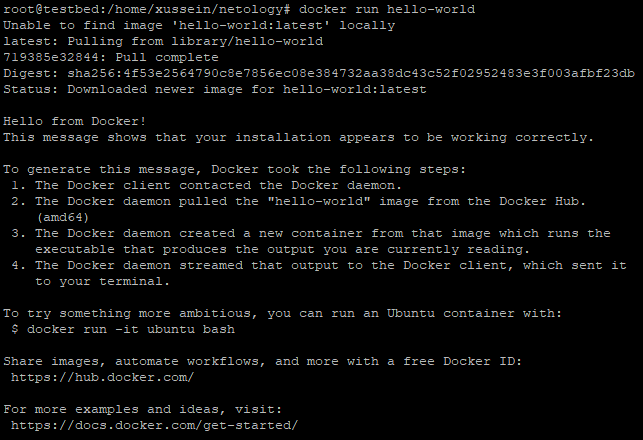 root@testbed:/home/xussein/netology# docker run hello-world
Unable to find image 'hello-world:latest' locally
latest: Pulling from library/hello-world
719385e32844: Pull complete
Digest: sha256:4f53e2564790c8e7856ec08e384732aa38dc43c52f02952483e3f003afbf23db
Status: Downloaded newer image for hello-world:latest

Hello from Docker!
This message shows that your installation appears to be working correctly.

To generate this message, Docker took the following steps:
 1. The Docker client contacted the Docker daemon.
 2. The Docker daemon pulled the "hello-world" image from the Docker Hub.
    (amd64)
 3. The Docker daemon created a new container from that image which runs the
    executable that produces the output you are currently reading.
 4. The Docker daemon streamed that output to the Docker client, which sent it
    to your terminal.

To try something more ambitious, you can run an Ubuntu container with:
 $ docker run -it ubuntu bash

Share images, automate workflows, and more with a free Docker ID:
 https://hub.docker.com/

For more examples and ideas, visit:
 https://docs.docker.com/get-started/